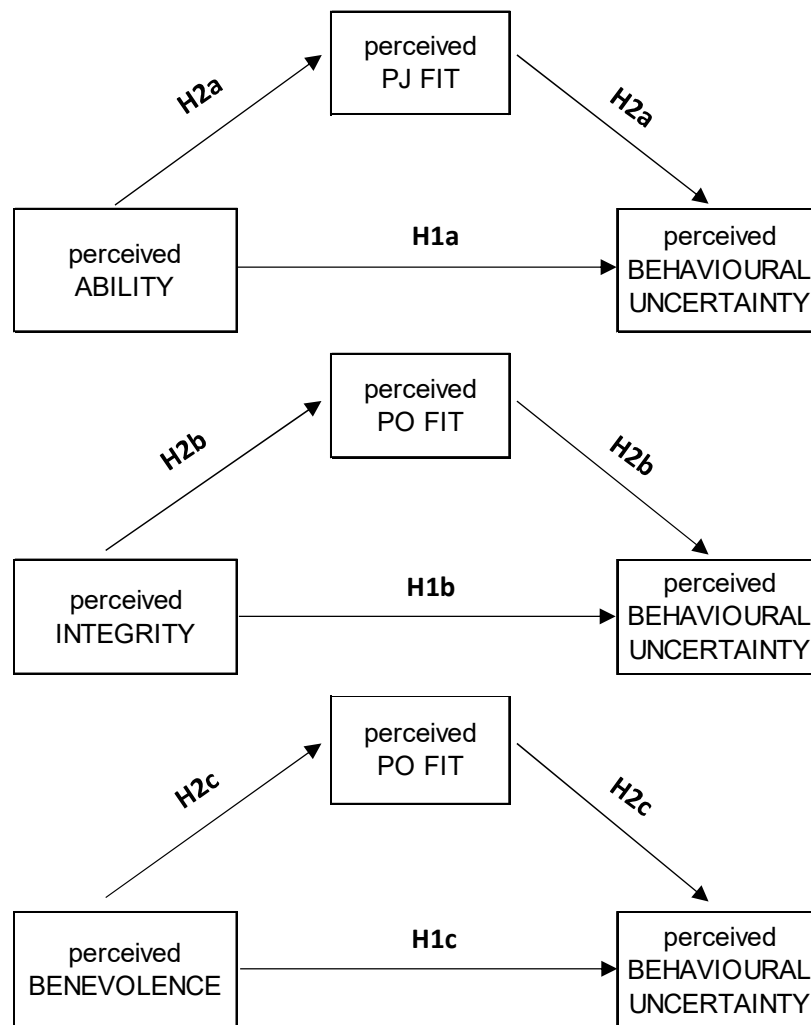 perceived
PJ FIT
H2a
H2a
perceived
ABILITY
H1a
perceived
BEHAVIOURAL
UNCERTAINTY
perceived
PO FIT
H2b
H2b
perceived
INTEGRITY
H1b
perceived
BEHAVIOURAL
UNCERTAINTY
perceived
PO FIT
H2c
H2c
perceived
BENEVOLENCE
H1c
perceived
BEHAVIOURAL
UNCERTAINTY